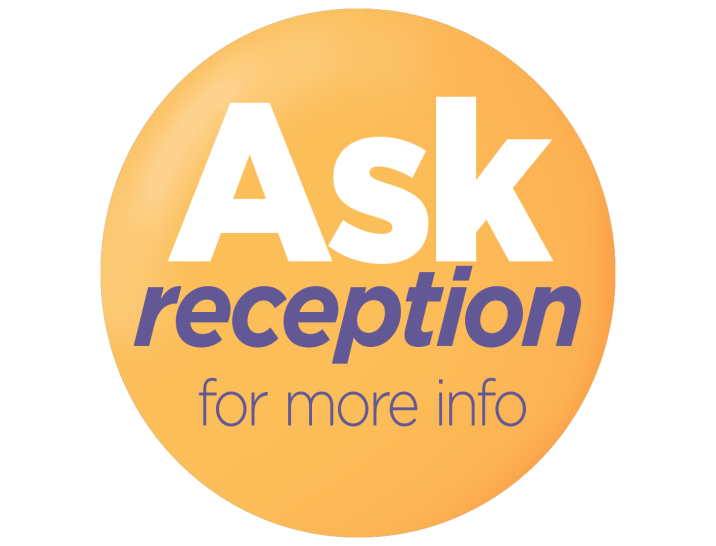 Ask
reception
for more info